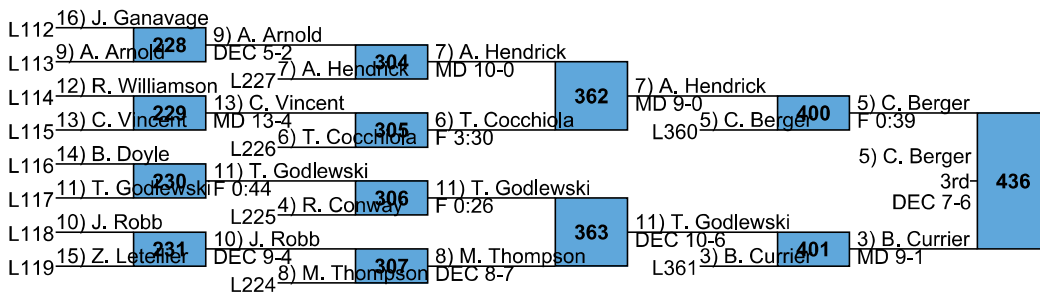 16) J. Ganavage
L112
228
9) A. Arnold
9) A. Arnold
L113
DEC 5-2
304
7) A. Hendrick
7) A. Hendrick
L227
MD 10-0
12) R. Williamson
L114
229
13) C. Vincent
13) C. Vincent
L115
MD 13-4
305
6) T. Cocchiola
6) T. Cocchiola
L226
F 3:30
362
7) A. Hendrick
MD 9-0
400
5) C. Berger
L360
5) C. Berger
F 0:39
14) B. Doyle
L116
230
11) T. Godlewski
11) T. Godlewski
L117
F 0:44
306
11) T. Godlewski
4) R. Conway
L225
F 0:26
10) J. Robb
L118
231
10) J. Robb
15) Z. Letellier
L119
DEC 9-4
307
8) M. Thompson
8) M. Thompson
L224
DEC 8-7
363
11) T. Godlewski
DEC 10-6
401
3) B. Currier
L361
3) B. Currier
MD 9-1
5) C. Berger
3rd
436
DEC 7-6